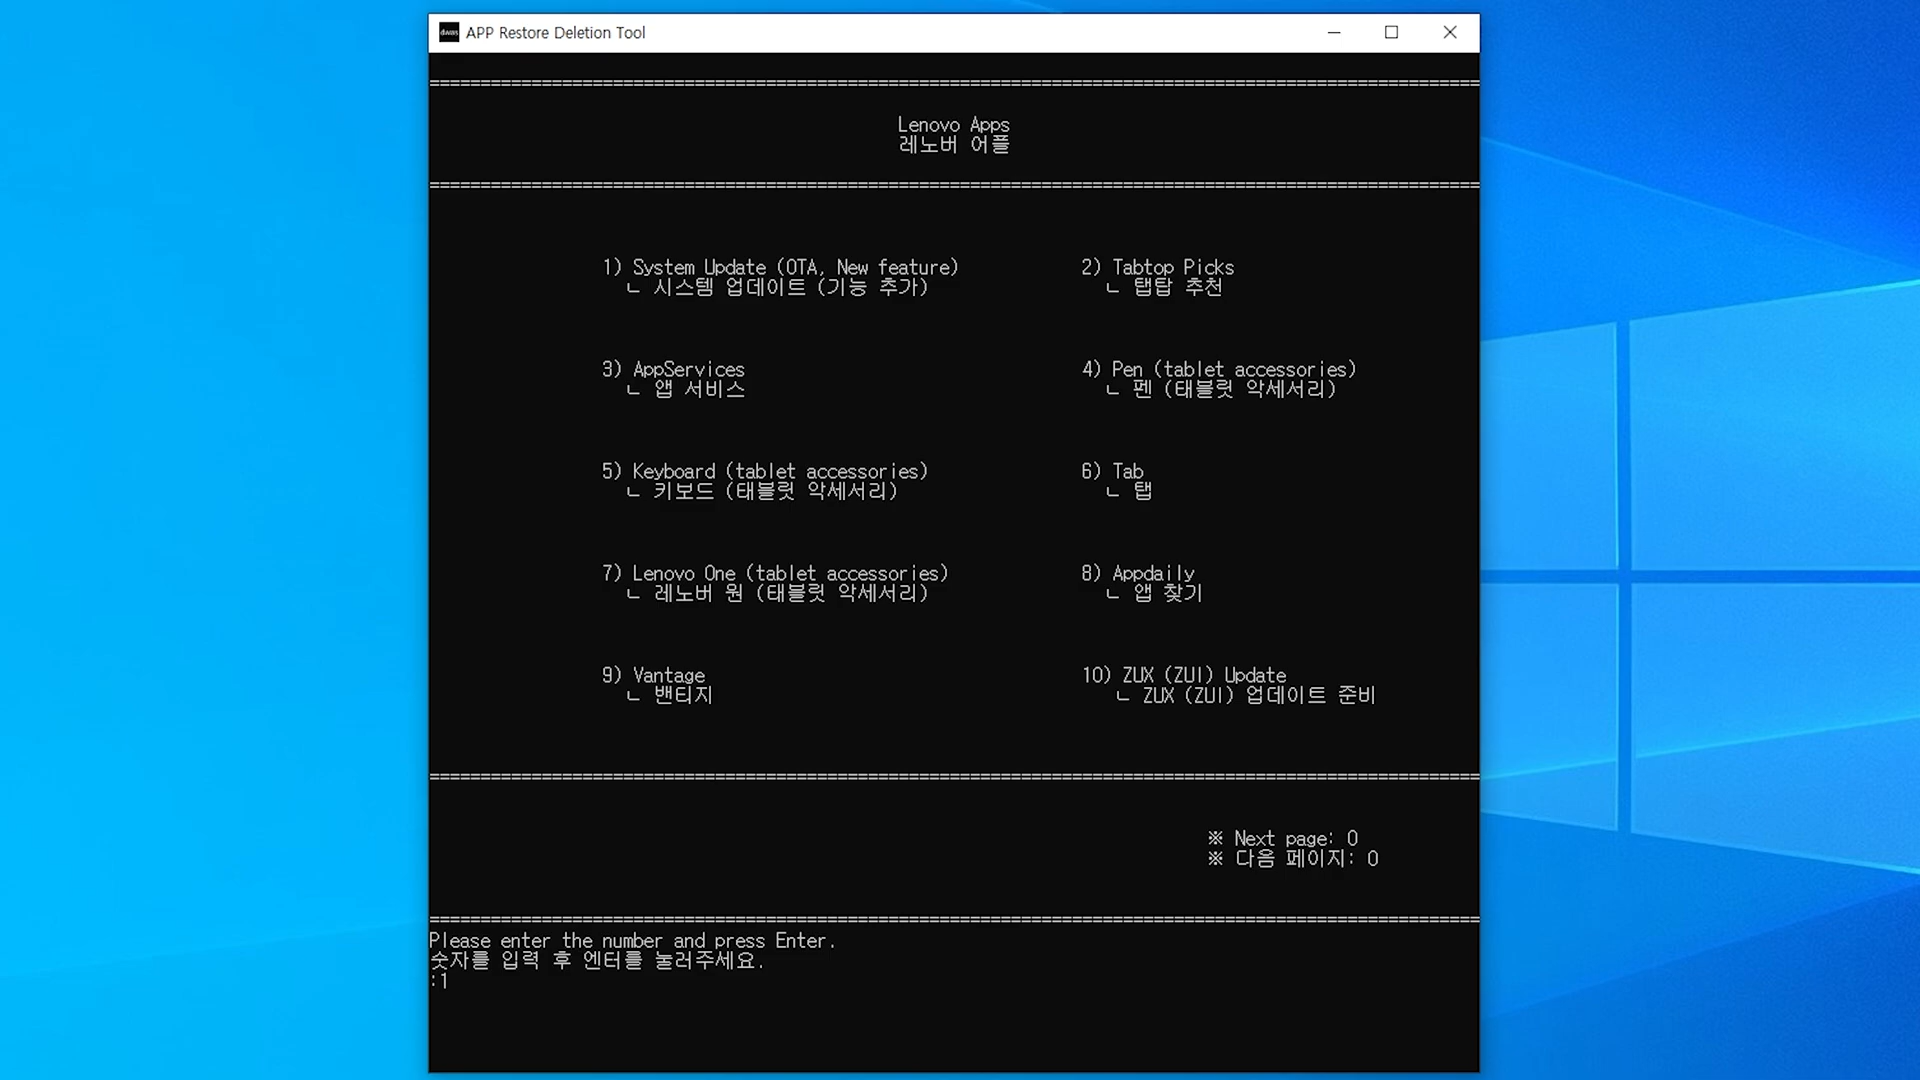 dwas APP Restore Deletion Tool
================================================================================
Lenovo Apps
레노버 어플
================================================================================
1) System Update (OTA, New feature)
ㄴ 시스템 업데이트 (기능 추가)
2) Tabtop Picks
ㄴ 탭탑 추천
3) AppServices
ㄴ 앱 서비스
4) Pen (tablet accessories)
ㄴ 펜 (태블릿 악세서리)
5) Keyboard (tablet accessories)
ㄴ 키보드 (태블릿 악세서리)
6) Tab
ㄴ 탭
7) Lenovo One (tablet accessories)
ㄴ 레노버 원 (태블릿 악세서리)
8) Appdaily
ㄴ 앱 찾기
9) Vantage
ㄴ 밴티지
10) ZUX (ZUI) Update
ㄴ ZUX (ZUI) 업데이트 준비
================================================================================
※ Next page: 0
※ 다음 페이지: 0
================================================================================
Please enter the number and press Enter.
숫자를 입력 후 엔터를 눌러주세요.
:1